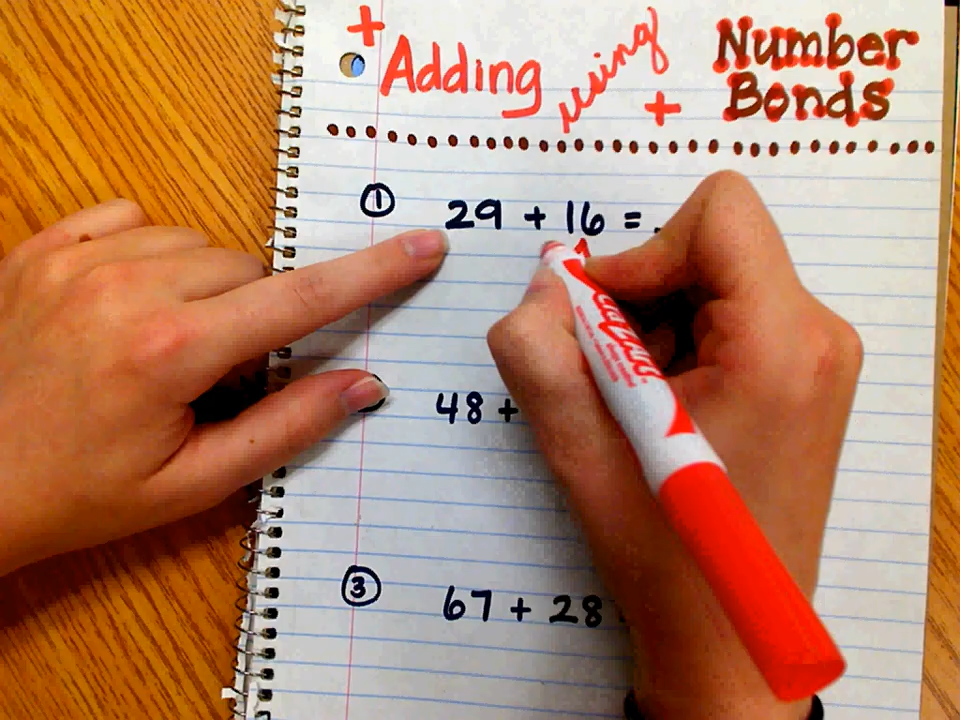 + Adding using + Number Bonds
① 29 + 16 =
48 +
③ 67 + 28